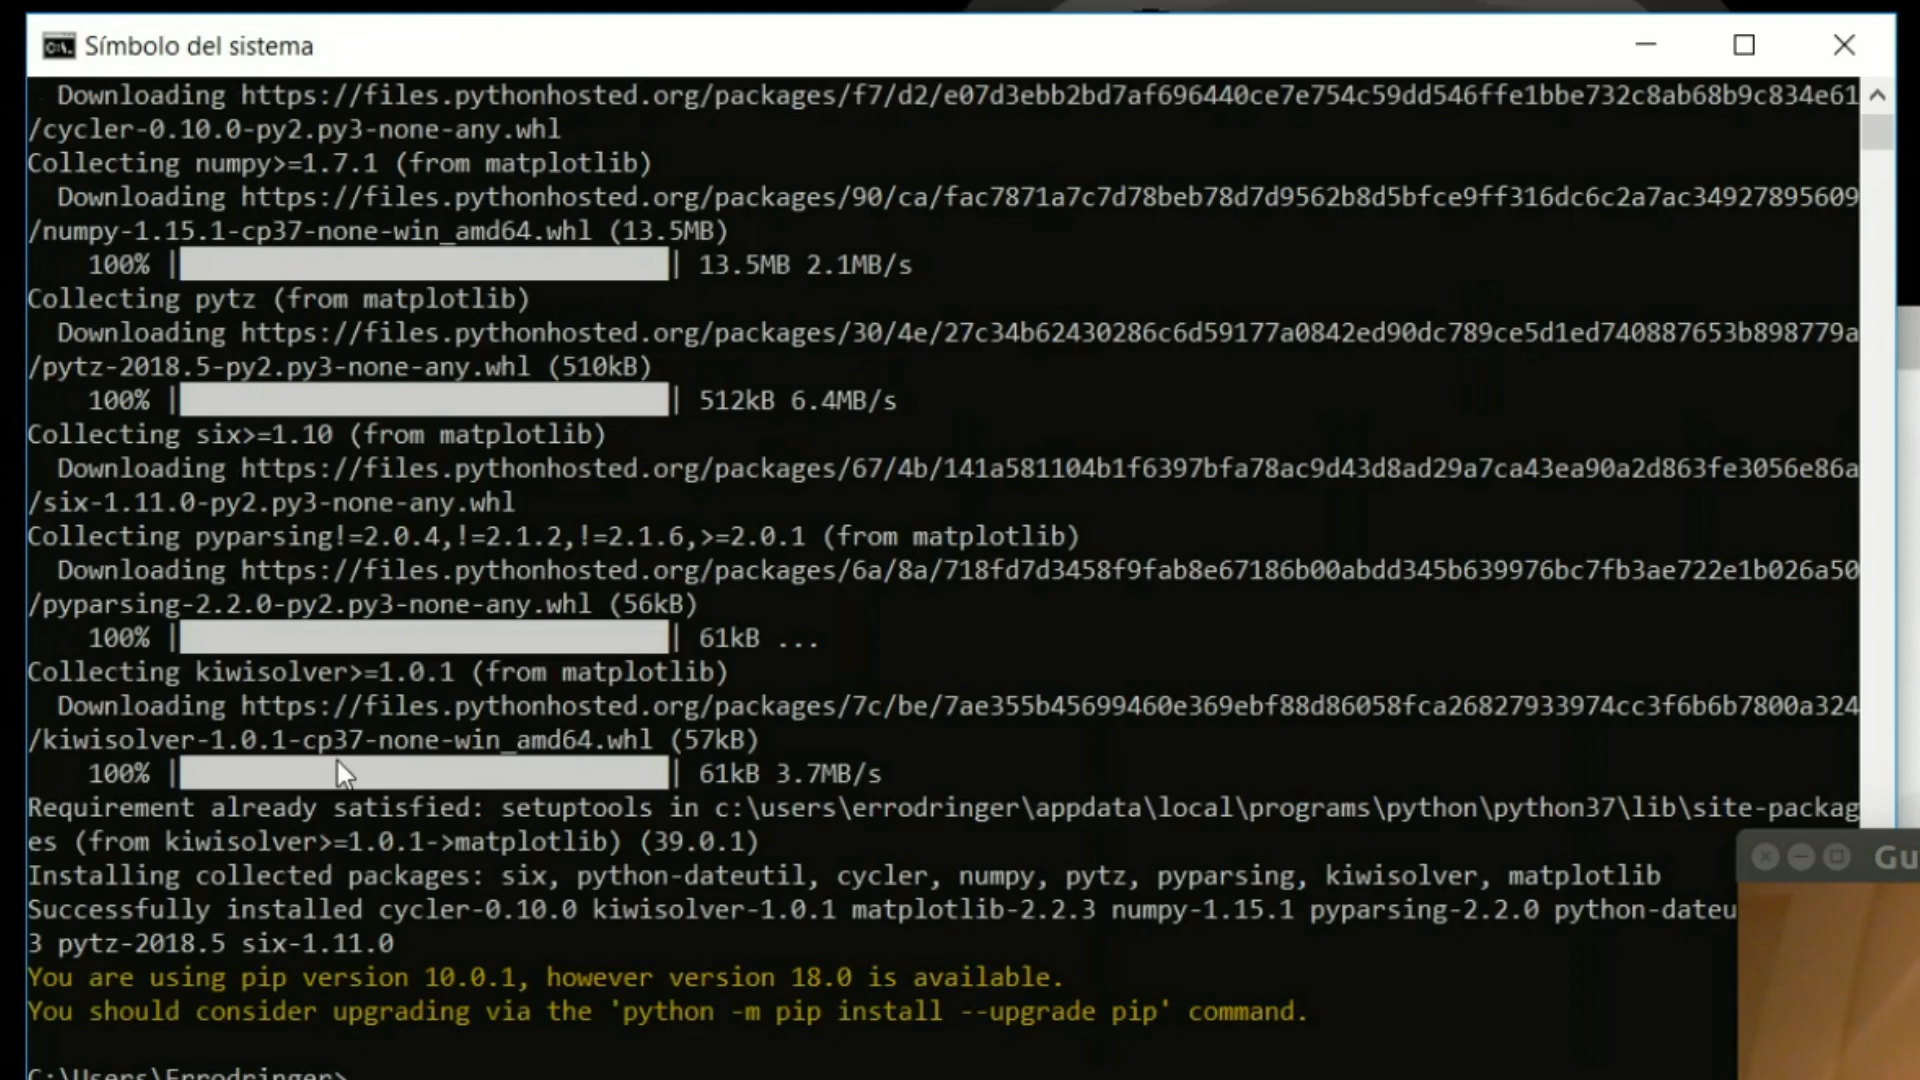 Símbolo del sistema
Downloading https://files.pythonhosted.org/packages/f7/d2/e07d3ebb2bd7af696440ce7e754c59dd546ffe1bbe732c8ab68b9c834e61
/cycler-0.10.0-py2.py3-none-any.whl
Collecting numpy>=1.7.1 (from matplotlib)
Downloading https://files.pythonhosted.org/packages/90/ca/fac7871a7c7d78beb78d7d9562b8d5bfce9ff316dc6c2a7ac34927895609
/numpy-1.15.1-cp37-none-win_amd64.whl (13.5MB)
100% | | 13.5MB 2.1MB/s
Collecting pytz (from matplotlib)
Downloading https://files.pythonhosted.org/packages/30/4e/27c34b62430286c6d59177a0842ed90dc789ce5d1ed740887653b898779a
/pytz-2018.5-py2.py3-none-any.whl (510kB)
100% | | 512kB 6.4MB/s
Collecting six>=1.10 (from matplotlib)
Downloading https://files.pythonhosted.org/packages/67/4b/141a581104b1f6397bfa78ac9d43d8ad29a7ca43ea90a2d863fe3056e86a
/six-1.11.0-py2.py3-none-any.whl
Collecting pyparsing!=2.0.4,!=2.1.2,!=2.1.6,>=2.0.1 (from matplotlib)
Downloading https://files.pythonhosted.org/packages/6a/8a/718fd7d3458f9fab8e67186b00abdd345b639976bc7fb3ae722e1b026a50
/pyparsing-2.2.0-py2.py3-none-any.whl (56kB)
100% | | 61kB ...
Collecting kiwisolver>=1.0.1 (from matplotlib)
Downloading https://files.pythonhosted.org/packages/7c/be/7ae355b45699460e369ebf88d86058fca26827933974cc3f6b6b7800a324
/kiwisolver-1.0.1-cp37-none-win_amd64.whl (57kB)
100% | | 61kB 3.7MB/s
Requirement already satisfied: setuptools in c:\users\errodringer\appdata\local\programs\python\python37\lib\site-packag
es (from kiwisolver>=1.0.1->matplotlib) (39.0.1)
Installing collected packages: six, python-dateutil, cycler, numpy, pytz, pyparsing, kiwisolver, matplotlib
Successfully installed cycler-0.10.0 kiwisolver-1.0.1 matplotlib-2.2.3 numpy-1.15.1 pyparsing-2.2.0 python-dateu
3 pytz-2018.5 six-1.11.0
You are using pip version 10.0.1, however version 18.0 is available.
You should consider upgrading via the 'python -m pip install --upgrade pip' command.
C:\Users\Errodringer>
Gu